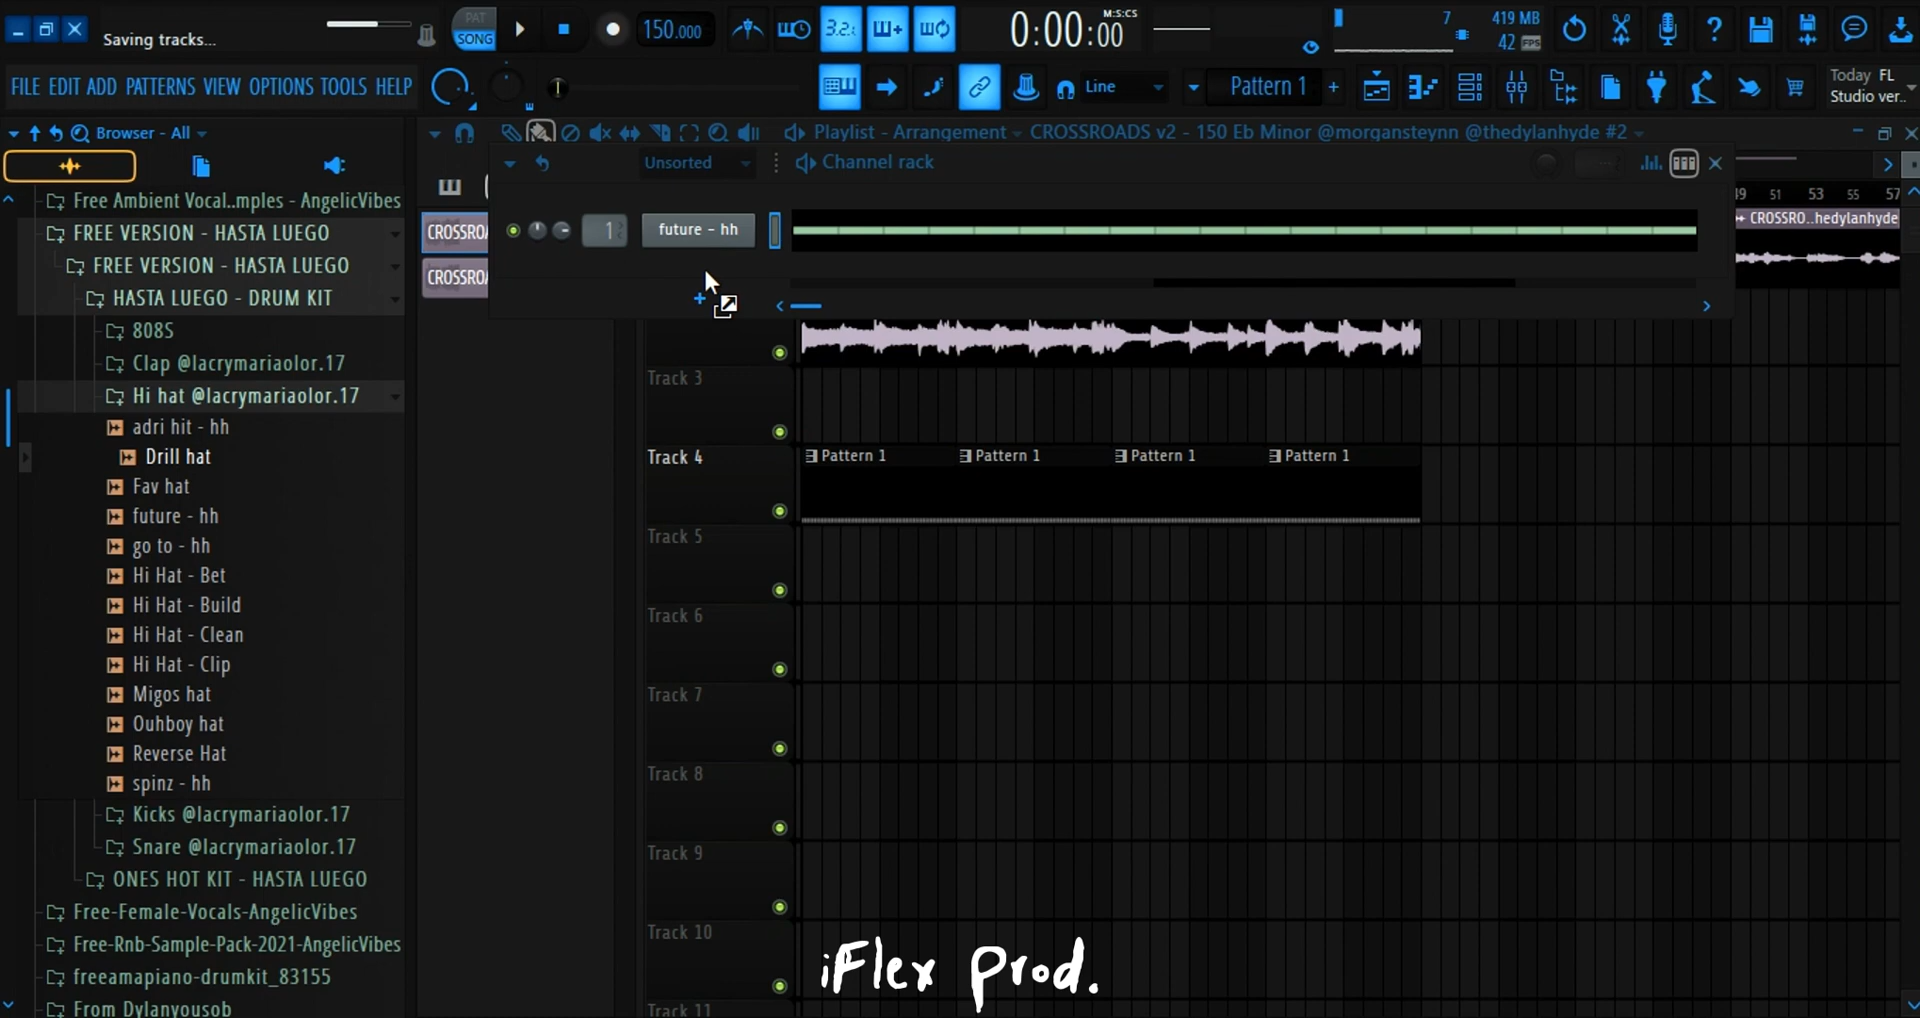 Saving tracks...
PAT
SONG
150.000
3.2:
0:00:00
M:S:CS
7
419 MB
42 FPS
FILE EDIT ADD PATTERNS VIEW OPTIONS TOOLS HELP
Line
Pattern 1
+
Today FL
Studio ver..
Browser - All
Playlist - Arrangement
CROSSROADS v2 - 150 Eb Minor @morgansteynn @thedylanhyde #2
Unsorted
Channel rack
1
future - hh
CROSSROA
CROSSROA
49 51 53 55 57
CROSSRO..hedylanhyde
Free Ambient Vocal..mples - AngelicVibes
FREE VERSION - HASTA LUEGO
FREE VERSION - HASTA LUEGO
HASTA LUEGO - DRUM KIT
808S
Clap @lacrymariaolor.17
Hi hat @lacrymariaolor.17
adri hit - hh
Drill hat
Fav hat
future - hh
go to - hh
Hi Hat - Bet
Hi Hat - Build
Hi Hat - Clean
Hi Hat - Clip
Migos hat
Ouhboy hat
Reverse Hat
spinz - hh
Kicks @lacrymariaolor.17
Snare @lacrymariaolor.17
ONES HOT KIT - HASTA LUEGO
Free-Female-Vocals-AngelicVibes
Free-Rnb-Sample-Pack-2021-AngelicVibes
freeamapiano-drumkit_83155
From Dylanyousob
Track 3
Track 4
Pattern 1
Pattern 1
Pattern 1
Pattern 1
Track 5
Track 6
Track 7
Track 8
Track 9
Track 10
Track 11
iFlex Prod.